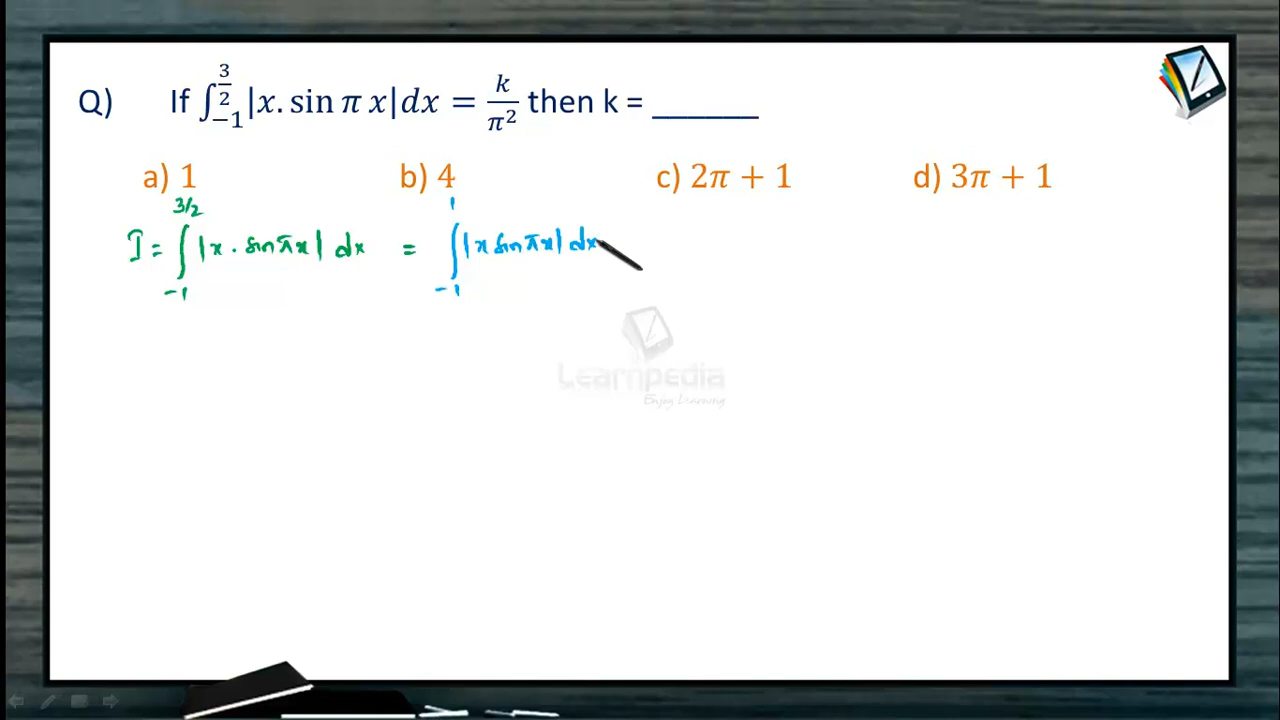 Q) If ∫_{-1}^{3/2} |x. sin π x|dx = k/π² then k = ______
a) 1 b) 4 c) 2π + 1 d) 3π + 1
I = ∫_{-1}^{3/2} |x · sin πx| dx = ∫_{-1}^{1} |x sin πx| dx
Learnpedia
Enjoy Learning